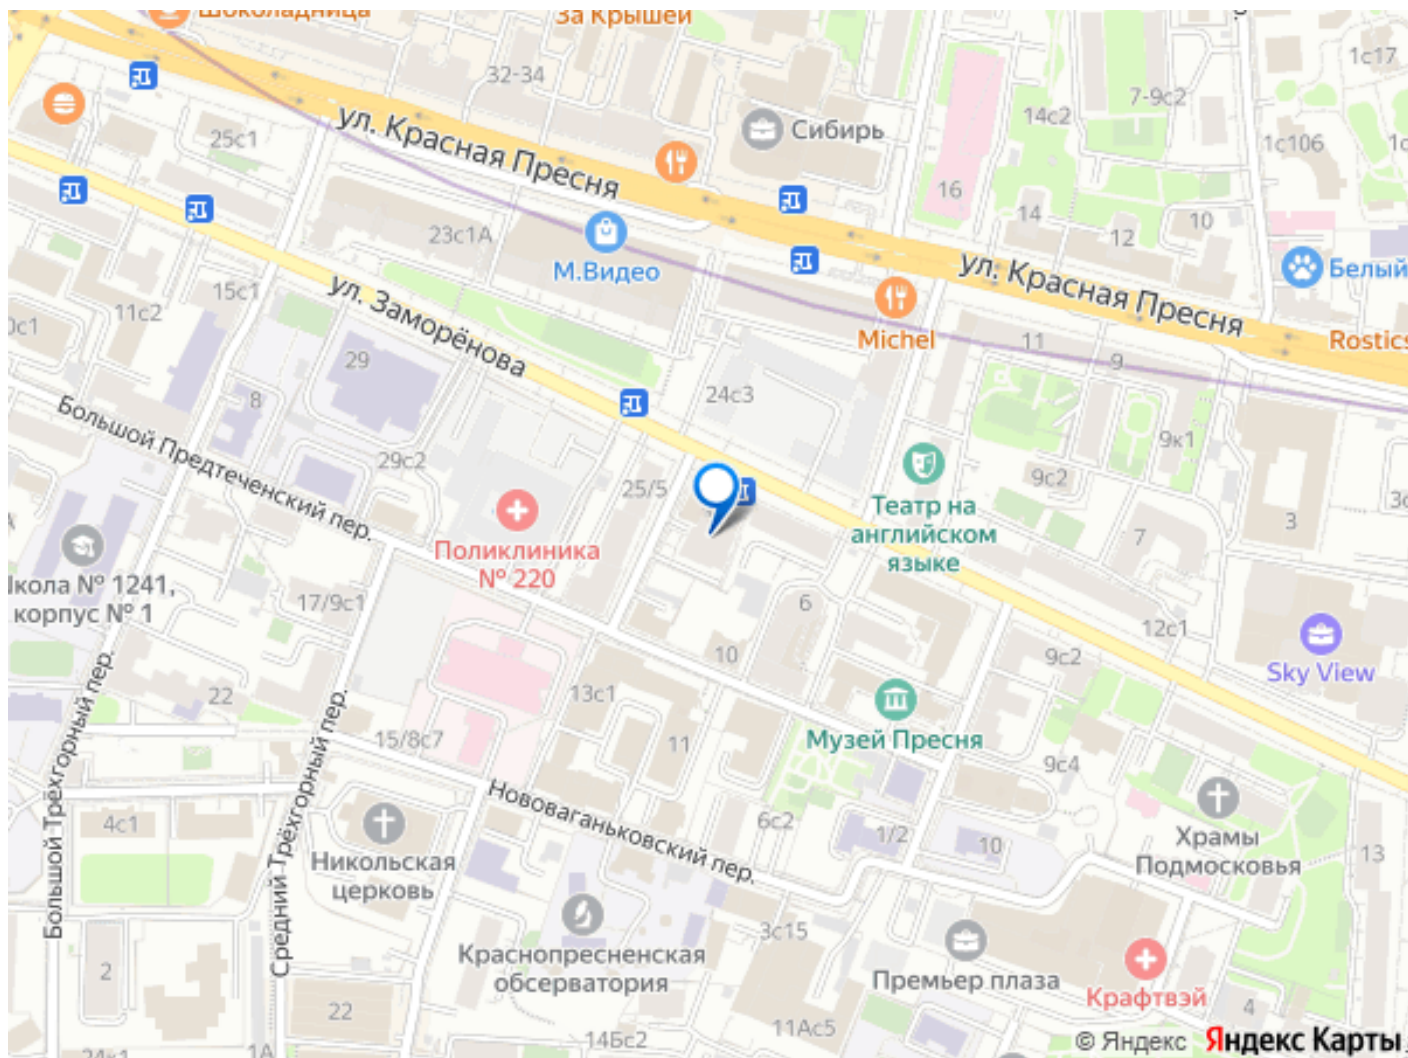 Шоколадница
За Крышей
1с17
32-34
7-9с2
14с2
25с1
Сибирь
1с106
ул. Красная Пресня
16
14
10
12
23с1А
М.Видео
ул. Красная Пресня
Белый
15с1
11с2
ул. Заморёнова
Michel
11
Rostics
9
29
8
24с3
Большой Предтеченский пер.
29с2
9к1
9с2
25/5
Театр на
английском
языке
3
7
Поликлиника
№ 220
кола № 1241,
корпус № 1
17/9с1
6
12с1
10
9с2
Sky View
22
13с1
Музей Пресня
15/8с7
11
9с4
Нововаганьковский пер.
Большой Трёхгорный пер.
Средний Трёхгорный пер.
4с1
6с2
1/2
10
Храмы
Подмосковья
13
Никольская
церковь
3с15
Краснопресненская
обсерватория
2
Премьер плаза
Крафтвэй
22
4
11Ас5
14Бс2
1А
© Яндекс Яндекс Карты